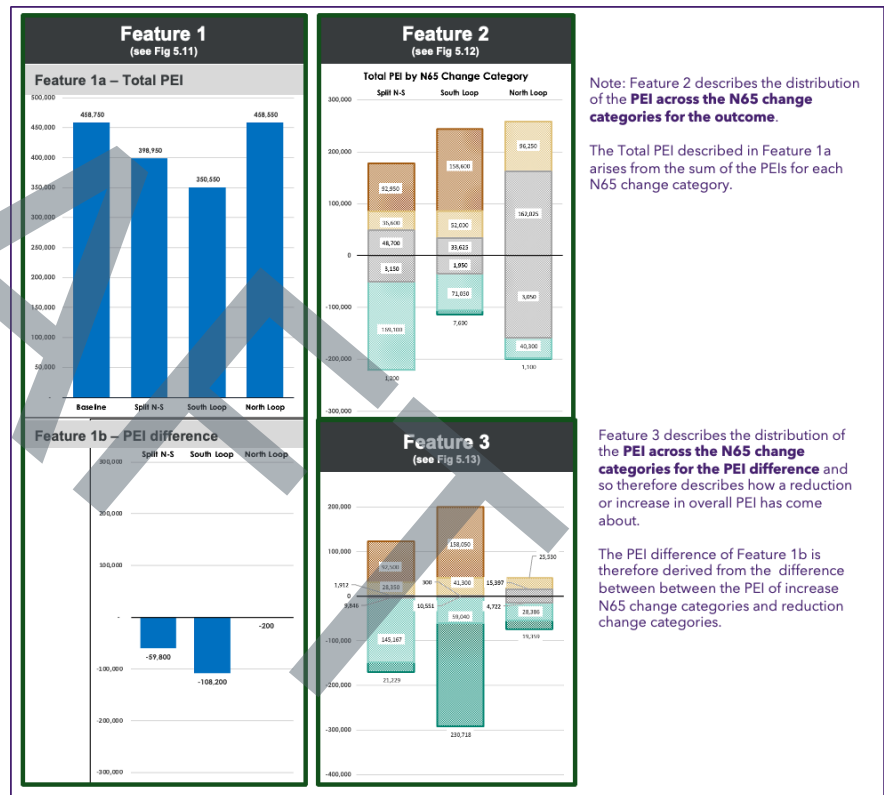 Feature 1
(see Fig 5.11)
Feature 1a – Total PEI
500,000
450,000
400,000
350,000
300,000
250,000
200,000
150,000
100,000
50,000
-
458,750
398,950
350,550
458,550
Baseline
Split N-S
South Loop
North Loop
Feature 1b – PEI difference
Split N-S
South Loop
North Loop
300,000
200,000
100,000
-
-100,000
-200,000
-300,000
-59,800
-108,200
-200
Feature 2
(see Fig 5.12)
Total PEI by N65 Change Category
Split N-S
South Loop
North Loop
300,000
200,000
100,000
0
-100,000
-200,000
-300,000
92,950
48,700
3,150
1,200
158,600
52,000
33,625
1,950
71,050
7,600
96,250
162,025
3,050
40,300
1,100
Feature 3
(see Fig 5.13)
200,000
100,000
0
-100,000
-200,000
-300,000
-400,000
1,912
145,167
21,229
158,050
300
41,300
10,551
59,040
230,718
15,397
4,722
28,380
Note: Feature 2 describes the distribution
of the PEI across the N65 change
categories for the outcome.
The Total PEI described in Feature 1a
arises from the sum of the PEIs for each
N65 change category.
Feature 3 describes the distribution of
the PEI across the N65 change
categories for the PEI difference and
so therefore describes how a reduction
or increase in overall PEI has come
about.
The PEI difference of Feature 1b is
therefore derived from the difference
between between the PEI of increase
N65 change categories and reduction
change categories.